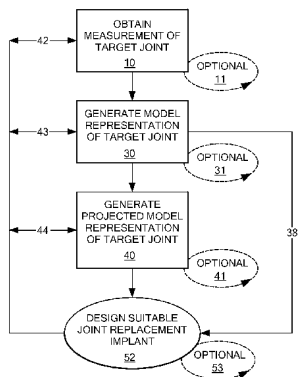 42
OBTAIN
MEASUREMENT OF
TARGET JOINT
10
OPTIONAL
11
43
GENERATE MODEL
REPRESENTATION
OF TARGET JOINT
30
OPTIONAL
31
38
44
GENERATE
PROJECTED MODEL
REPRESENTATION
OF TARGET JOINT
40
OPTIONAL
41
DESIGN SUITABLE
JOINT REPLACEMENT
IMPLANT
52
OPTIONAL
53